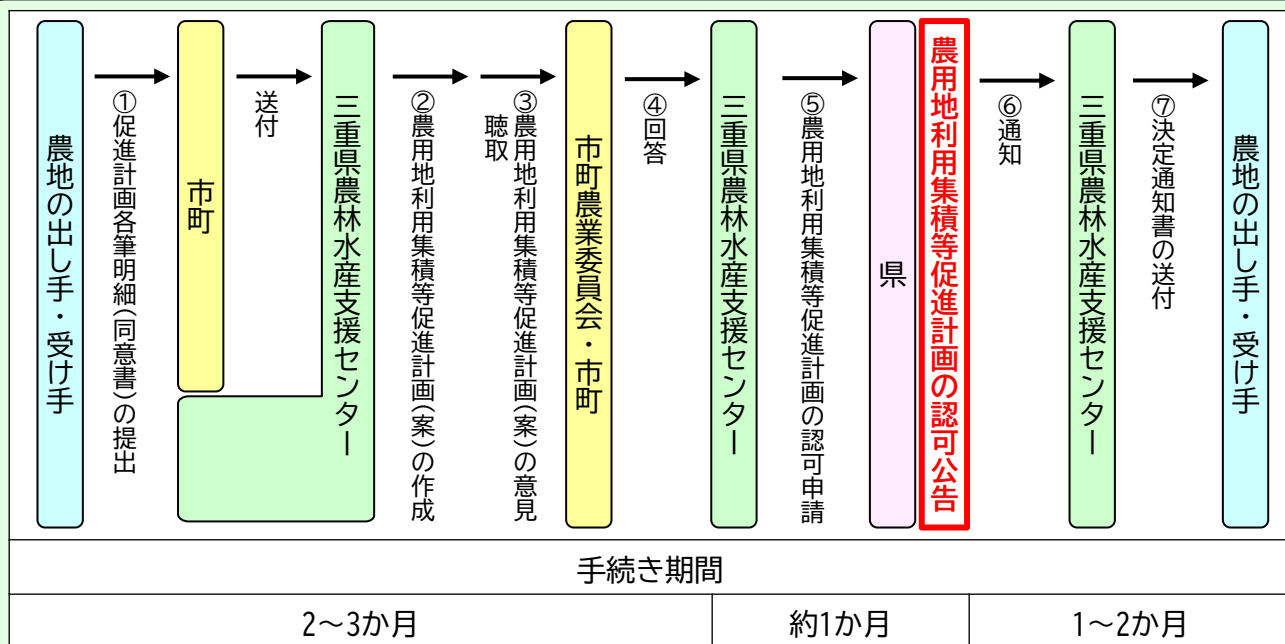 農地の出し手・受け手
①促進計画各筆明細(同意書)の提出
市町
送付
三重県農林水産支援センター
②農用地利用集積等促進計画(案)の作成
③農用地利用集積等促進計画(案)の意見
聴取
市町農業委員会・市町
④回答
三重県農林水産支援センター
⑤農用地利用集積等促進計画の認可申請
県
農用地利用集積等促進計画の認可公告
⑥通知
三重県農林水産支援センター
⑦決定通知書の送付
農地の出し手・受け手
手続き期間
2～3か月
約1か月
1～2か月